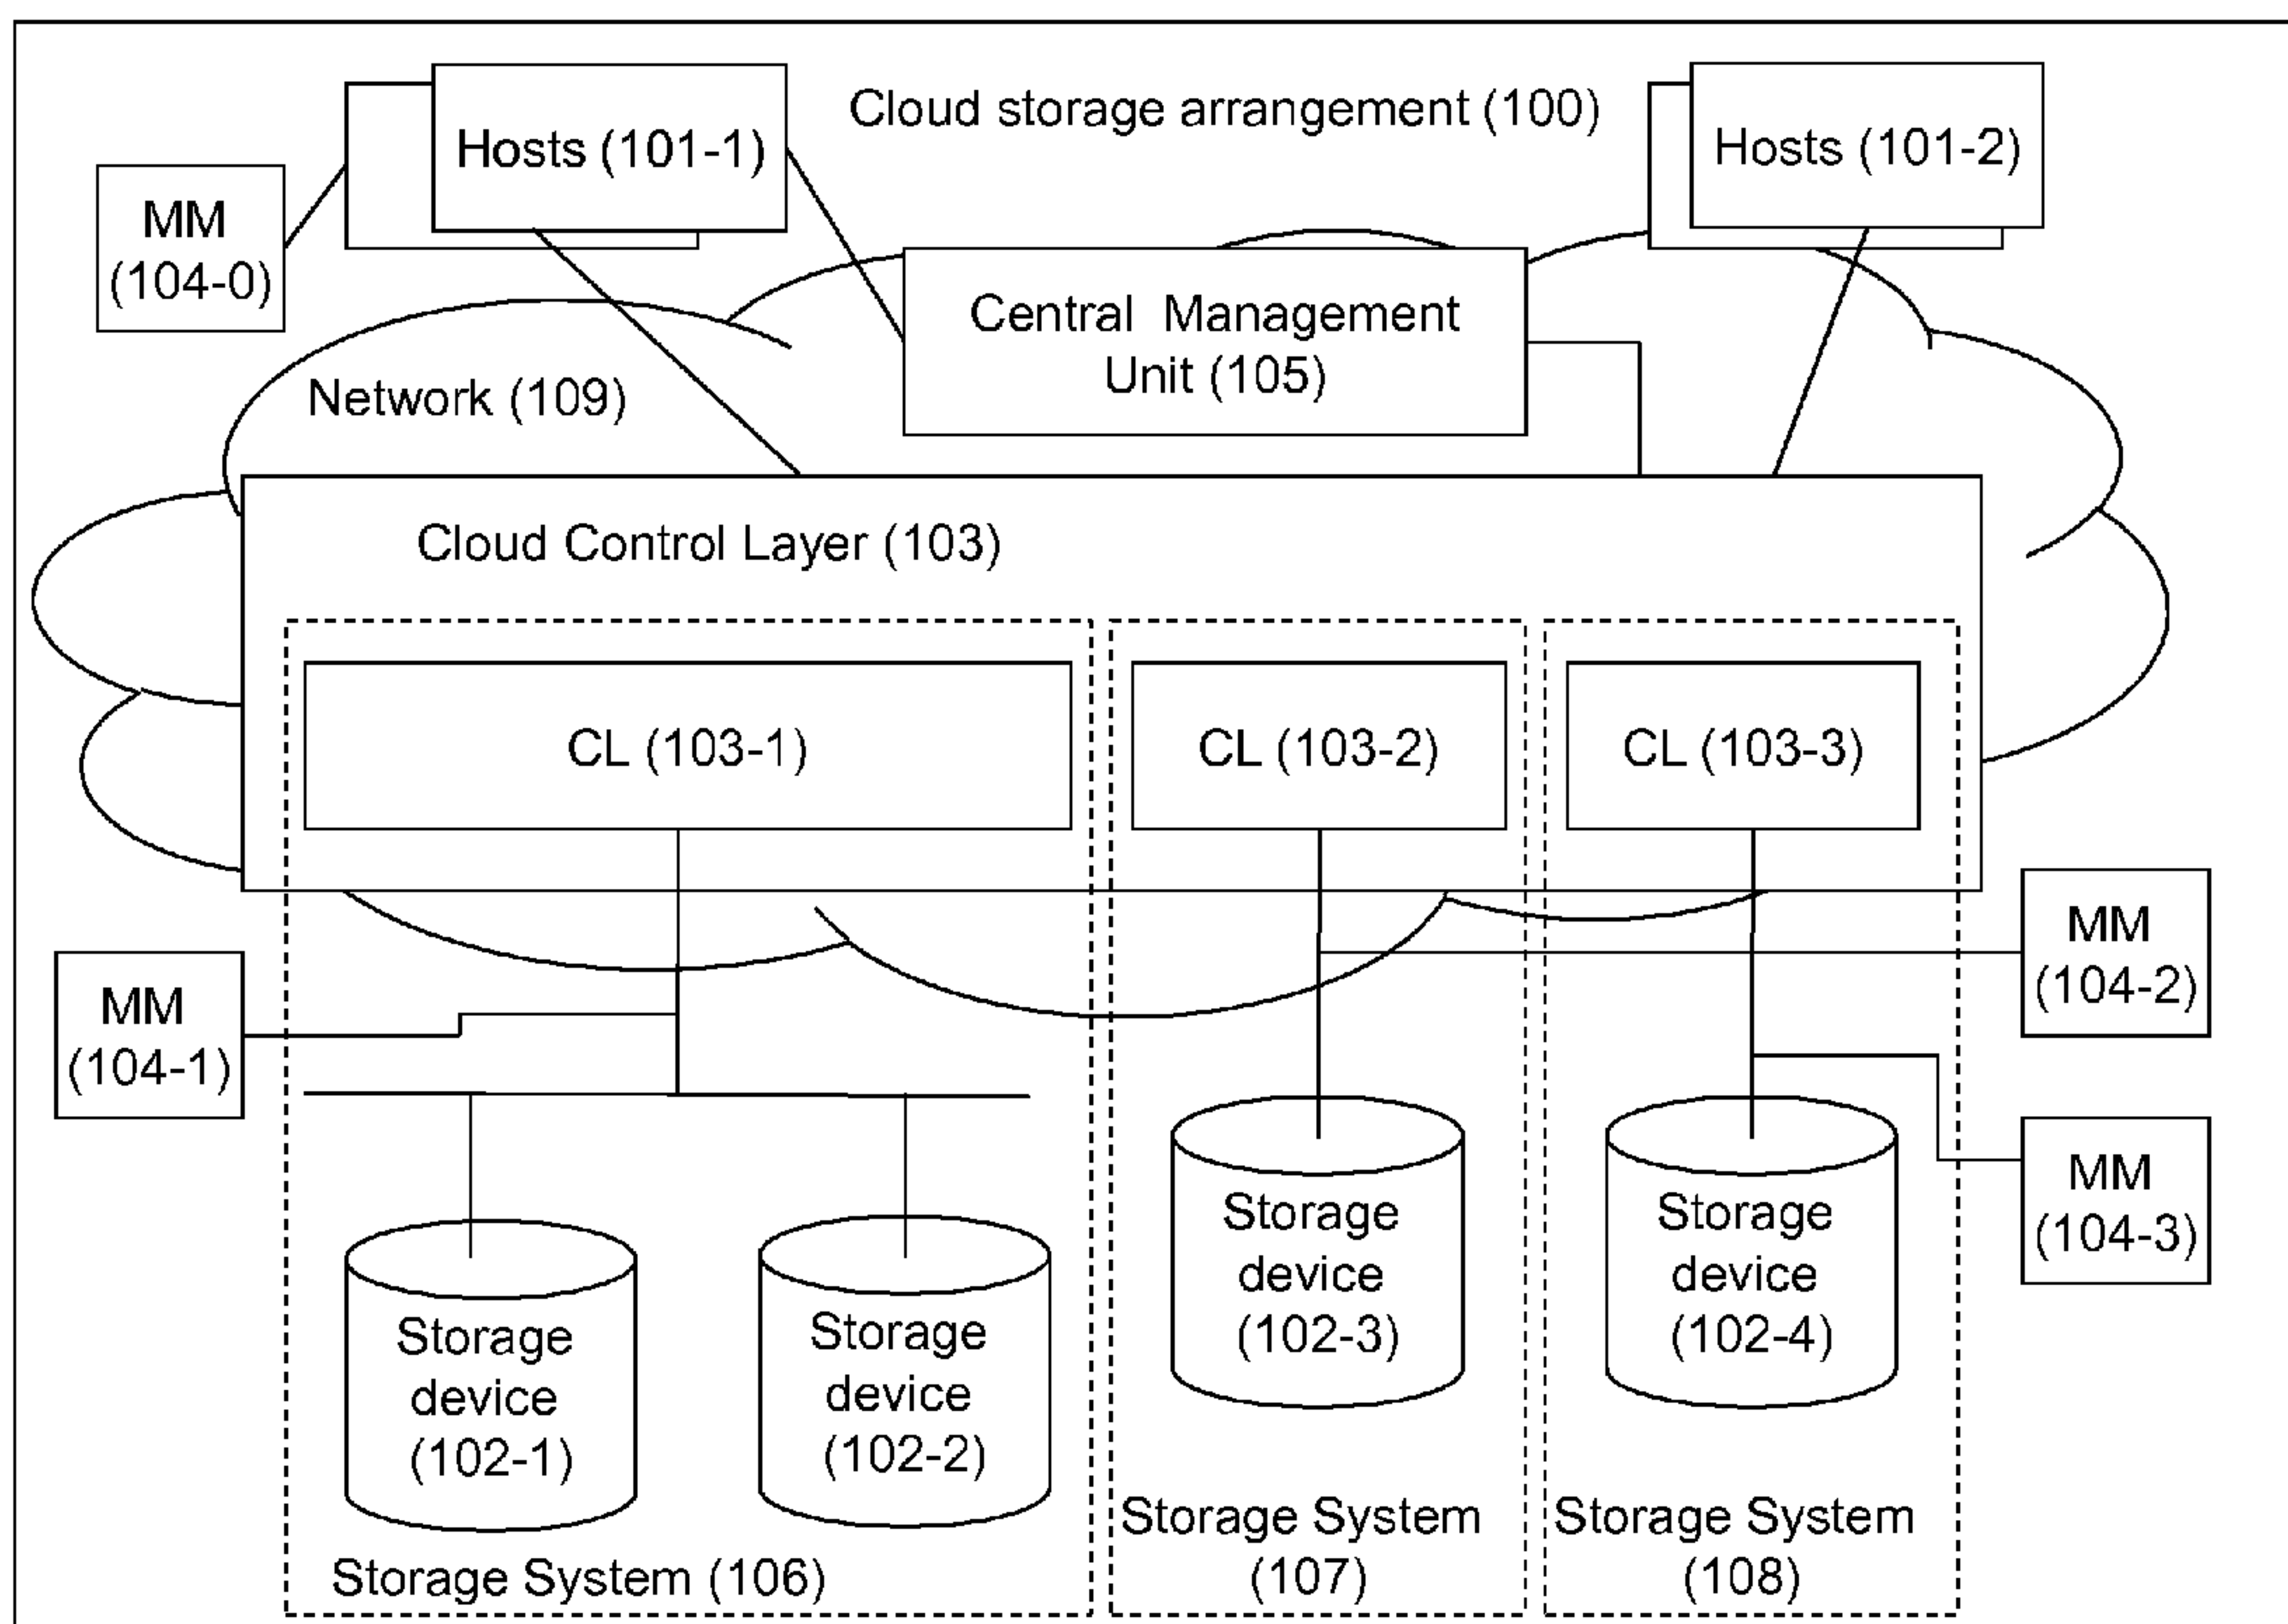 Cloud storage arrangement (100)
Hosts (101-1)
Hosts (101-2)
MM
(104-0)
Central Management
Unit (105)
Network (109)
Cloud Control Layer (103)
CL (103-1)
CL (103-2)
CL (103-3)
MM
(104-1)
MM
(104-2)
MM
(104-3)
Storage
device
(102-1)
Storage
device
(102-2)
Storage
device
(102-3)
Storage
device
(102-4)
Storage System (106)
Storage System
(107)
Storage System
(108)